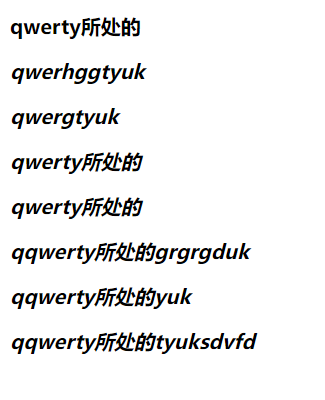 qwerty所处的
qwerhggtyuk
qwergtyuk
qwerty所处的
qwerty所处的
qqwerty所处的grgrgduk
qqwerty所处的yuk
qqwerty所处的tyuksdvfd